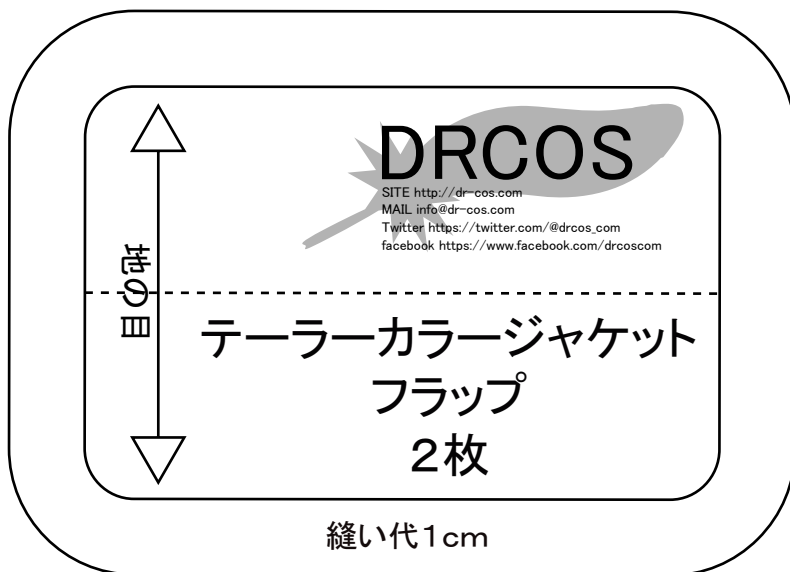 DRCOS
SITE http://dr-cos.com
MAIL info@dr-cos.com
Twitter https://twitter.com/@drcos_com
facebook https://www.facebook.com/drcoscom
地の目
テーラーカラージャケット
フラップ
２枚
縫い代１cm